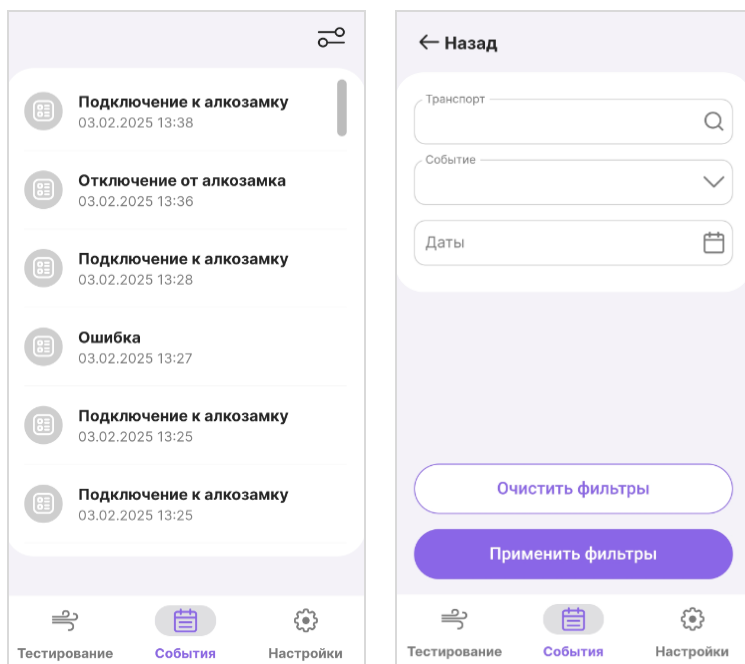 Подключение к алкозамку
03.02.2025 13:38
Отключение от алкозамка
03.02.2025 13:36
Подключение к алкозамку
03.02.2025 13:28
Ошибка
03.02.2025 13:27
Подключение к алкозамку
03.02.2025 13:25
Подключение к алкозамку
03.02.2025 13:25
Тестирование
События
Настройки
Назад
Транспорт
Событие
Даты
Очистить фильтры
Применить фильтры
Тестирование
События
Настройки